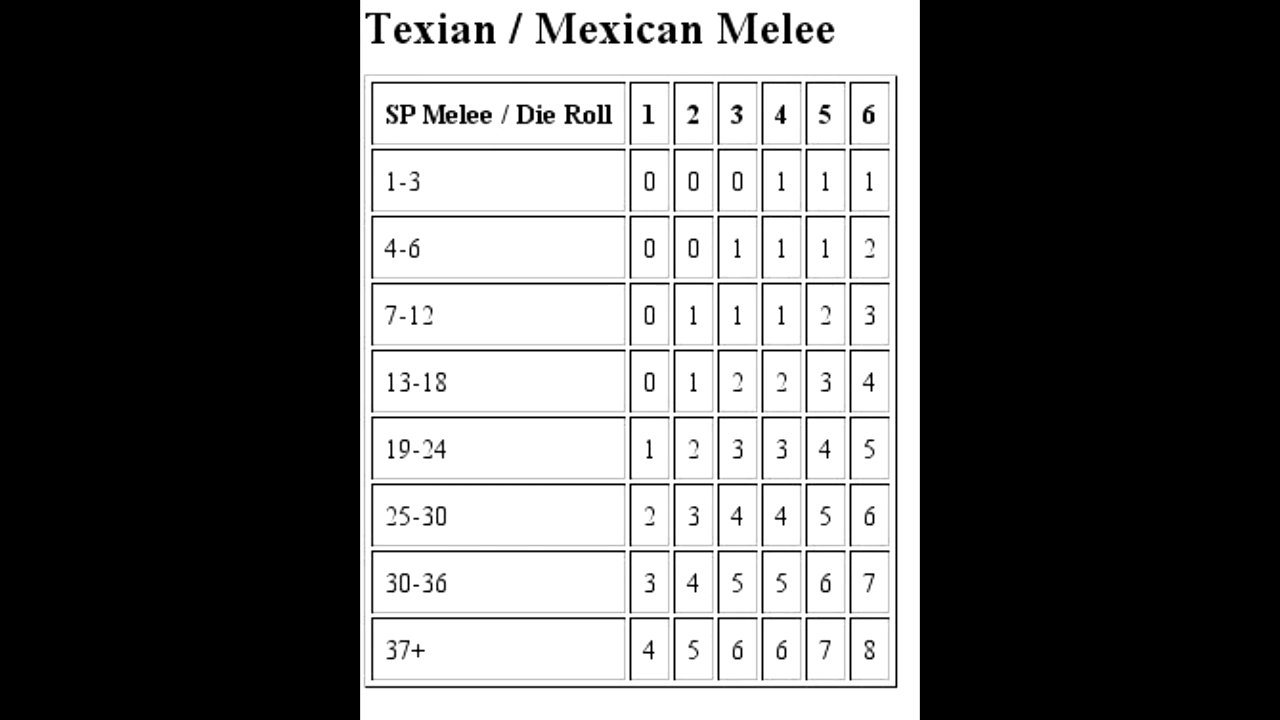 Texian / Mexican Melee
SP Melee / Die Roll 1 2 3 4 5 6
1-3 0 0 0 1 1 1
4-6 0 0 1 1 1 2
7-12 0 1 1 1 2 3
13-18 0 1 2 2 3 4
19-24 1 2 3 3 4 5
25-30 2 3 4 4 5 6
30-36 3 4 5 5 6 7
37+ 4 5 6 6 7 8